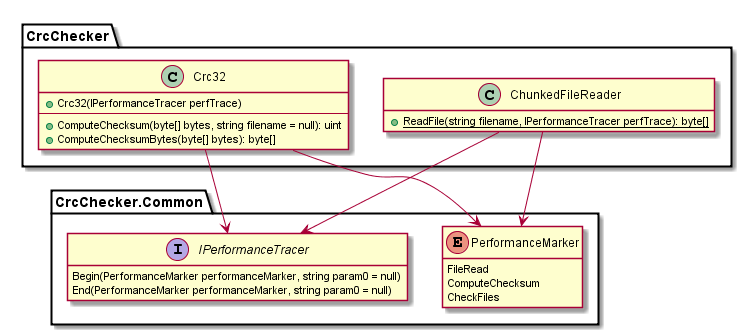 CrcChecker
C Crc32
Crc32(IPerformanceTracer perfTrace)
ComputeChecksum(byte[] bytes, string filename = null): uint
ComputeChecksumBytes(byte[] bytes): byte[]
C ChunkedFileReader
ReadFile(string filename, IPerformanceTracer perfTrace): byte[]
CrcChecker.Common
I IPerformanceTracer
Begin(PerformanceMarker performanceMarker, string param0 = null)
End(PerformanceMarker performanceMarker, string param0 = null)
E PerformanceMarker
FileRead
ComputeChecksum
CheckFiles